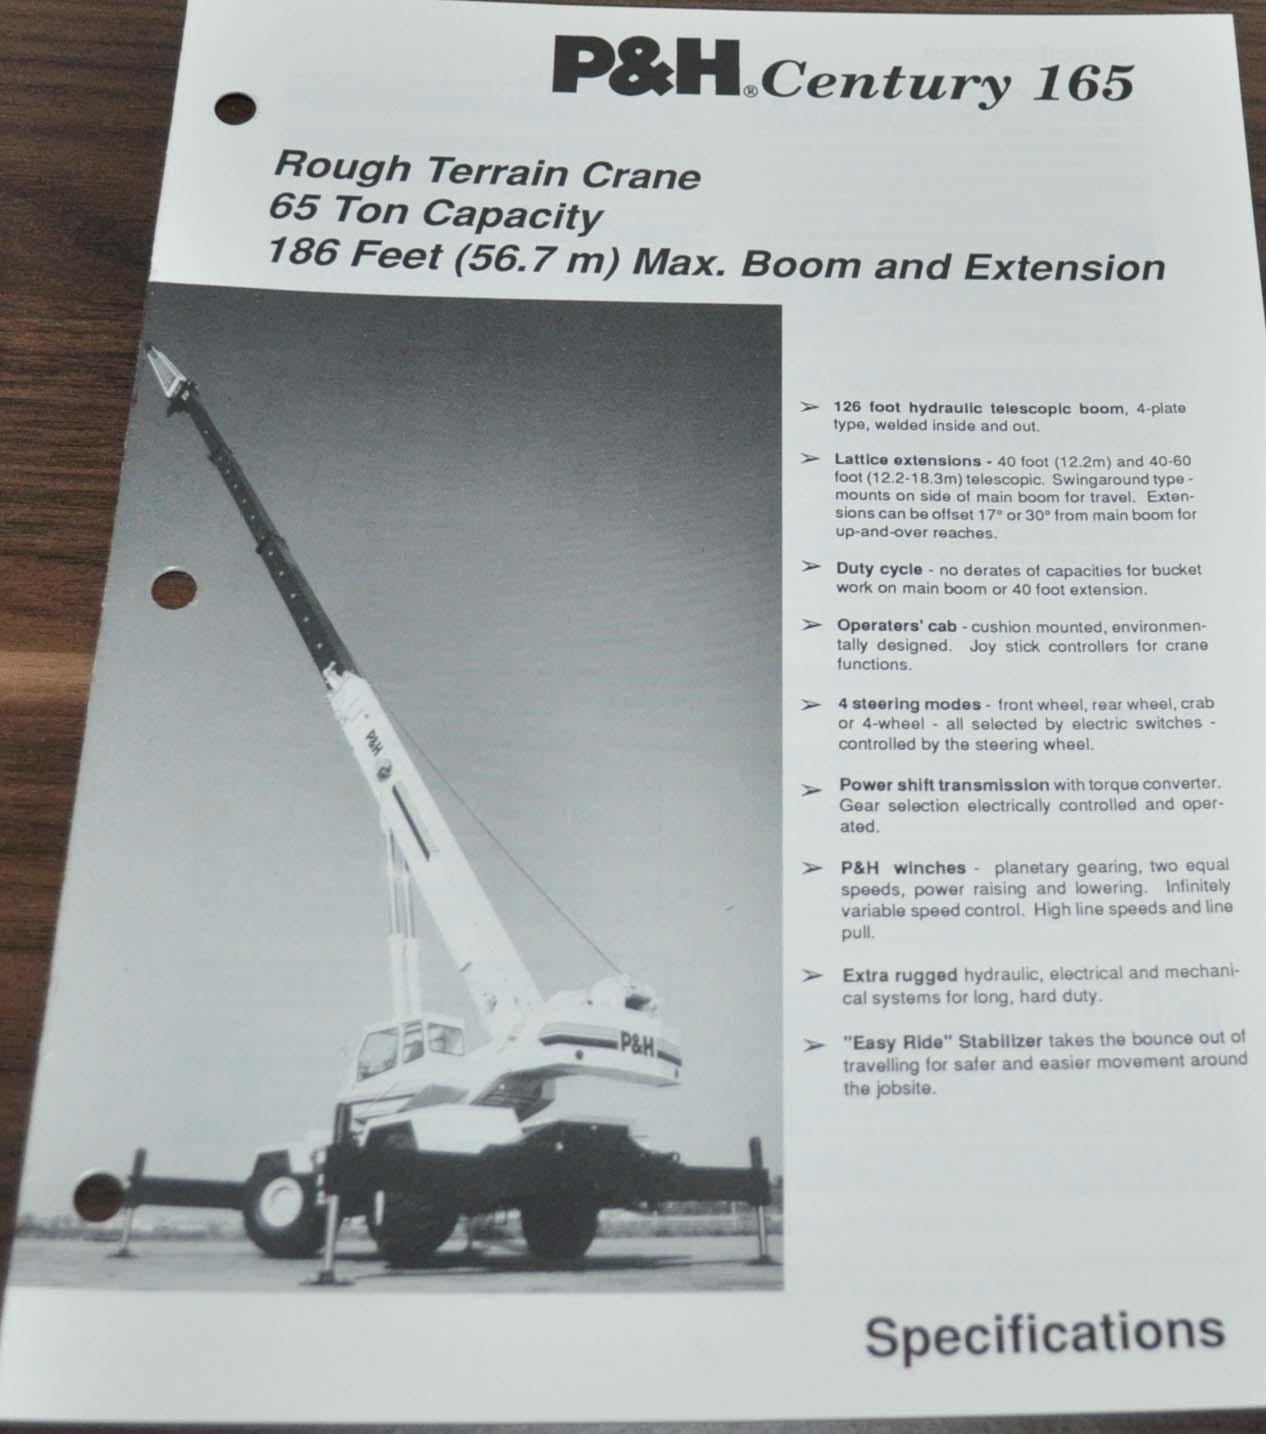 P&H® Century 165
Rough Terrain Crane
65 Ton Capacity
186 Feet (56.7 m) Max. Boom and Extension
➢ 126 foot hydraulic telescopic boom, 4-plate
type, welded inside and out.
➢ Lattice extensions - 40 foot (12.2m) and 40-60
foot (12.2-18.3m) telescopic. Swingaround type -
mounts on side of main boom for travel. Exten-
sions can be offset 17° or 30° from main boom for
up-and-over reaches.
➢ Duty cycle - no derates of capacities for bucket
work on main boom or 40 foot extension.
➢ Operaters' cab - cushion mounted, environmen-
tally designed. Joy stick controllers for crane
functions.
➢ 4 steering modes - front wheel, rear wheel, crab
or 4-wheel - all selected by electric switches -
controlled by the steering wheel.
➢ Power shift transmission with torque converter.
Gear selection electrically controlled and oper-
ated.
➢ P&H winches - planetary gearing, two equal
speeds, power raising and lowering. Infinitely
variable speed control. High line speeds and line
pull.
➢ Extra rugged hydraulic, electrical and mechani-
cal systems for long, hard duty.
➢ "Easy Ride" Stabilizer takes the bounce out of
travelling for safer and easier movement around
the jobsite.
P&H
P&H
Specifications